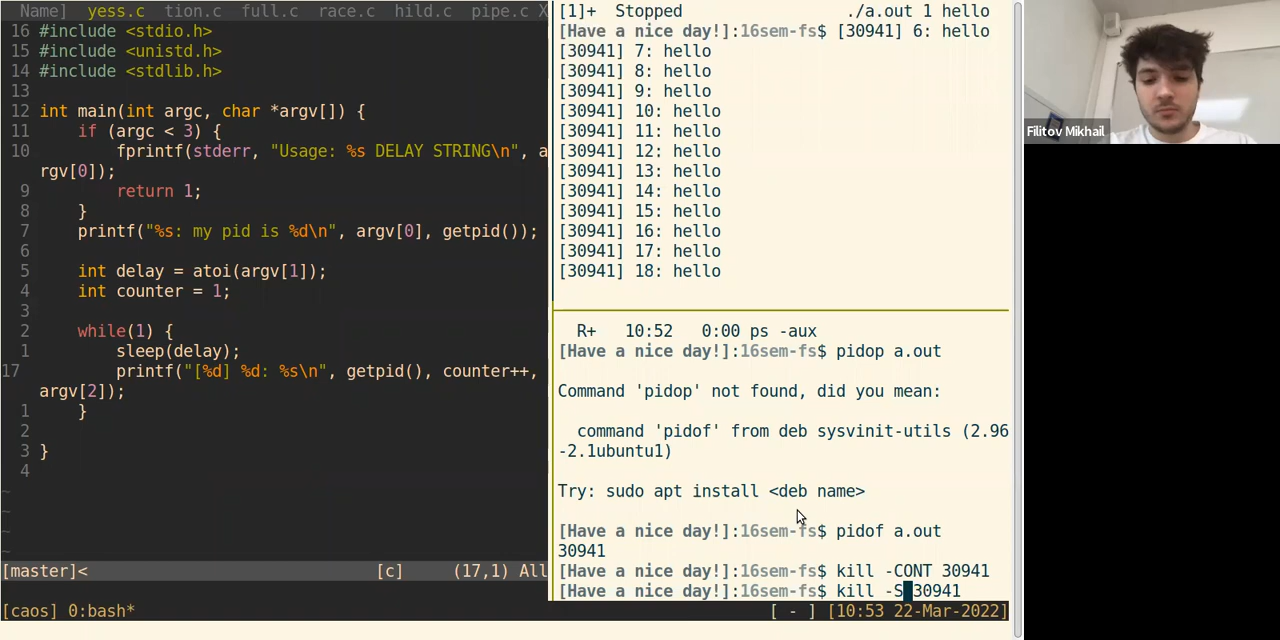 Name]  yess.c  tion.c  full.c  race.c  hild.c  pipe.c X
16 #include <stdio.h>
15 #include <unistd.h>
14 #include <stdlib.h>
13
12 int main(int argc, char *argv[]) {
11     if (argc < 3) {
10         fprintf(stderr, "Usage: %s DELAY STRING\n", a
rgv[0]);
9         return 1;
8     }
7     printf("%s: my pid is %d\n", argv[0], getpid());
6
5     int delay = atoi(argv[1]);
4     int counter = 1;
3
2     while(1) {
1         sleep(delay);
17         printf("[%d] %d: %s\n", getpid(), counter++,
argv[2]);
1     }
2
3 }
4
~
~
~
~
[master]< [c] (17,1) All
[1]+  Stopped                 ./a.out 1 hello
[Have a nice day!]:16sem-fs$ [30941] 6: hello
[30941] 7: hello
[30941] 8: hello
[30941] 9: hello
[30941] 10: hello
[30941] 11: hello
[30941] 12: hello
[30941] 13: hello
[30941] 14: hello
[30941] 15: hello
[30941] 16: hello
[30941] 17: hello
[30941] 18: hello
R+   10:52   0:00 ps -aux
[Have a nice day!]:16sem-fs$ pidop a.out
Command 'pidop' not found, did you mean:
command 'pidof' from deb sysvinit-utils (2.96
-2.1ubuntu1)
Try: sudo apt install <deb name>
[Have a nice day!]:16sem-fs$ pidof a.out
30941
[Have a nice day!]:16sem-fs$ kill -CONT 30941
[Have a nice day!]:16sem-fs$ kill -S 30941
[caos] 0:bash* [ - ] [10:53 22-Mar-2022]
Filitov Mikhail